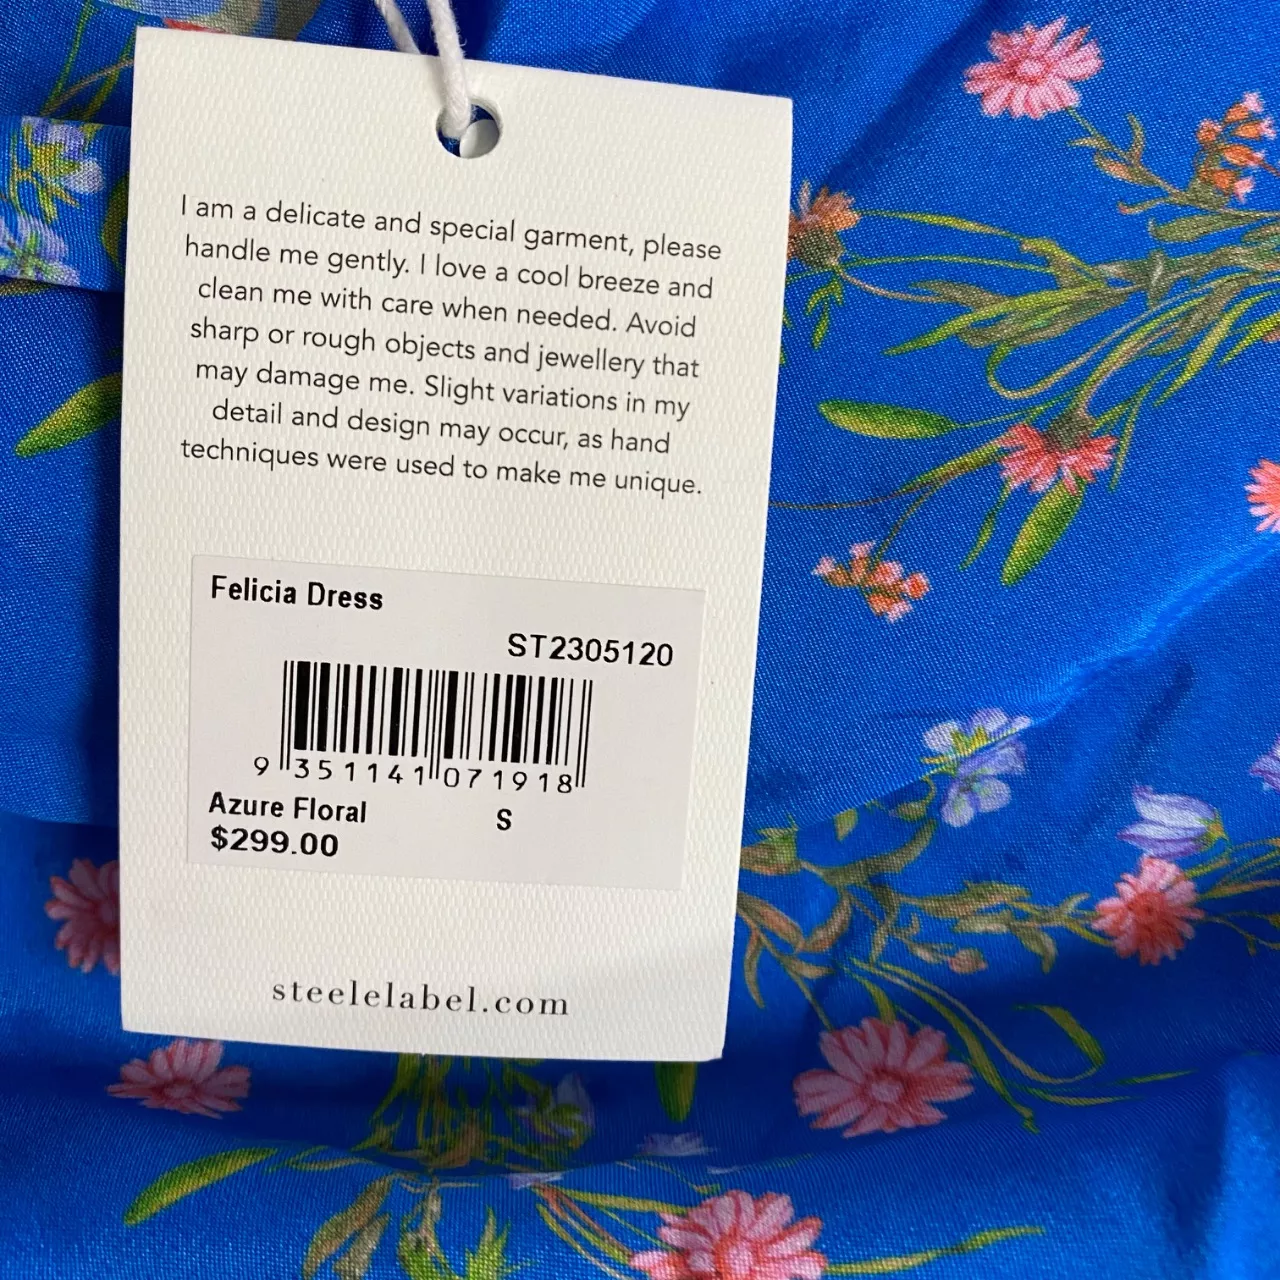 I am a delicate and special garment, please
handle me gently. I love a cool breeze and
clean me with care when needed. Avoid
sharp or rough objects and jewellery that
may damage me. Slight variations in my
detail and design may occur, as hand
techniques were used to make me unique.
Felicia Dress
ST2305120
9 351141 071918
Azure Floral S
$299.00
steelelabel.com